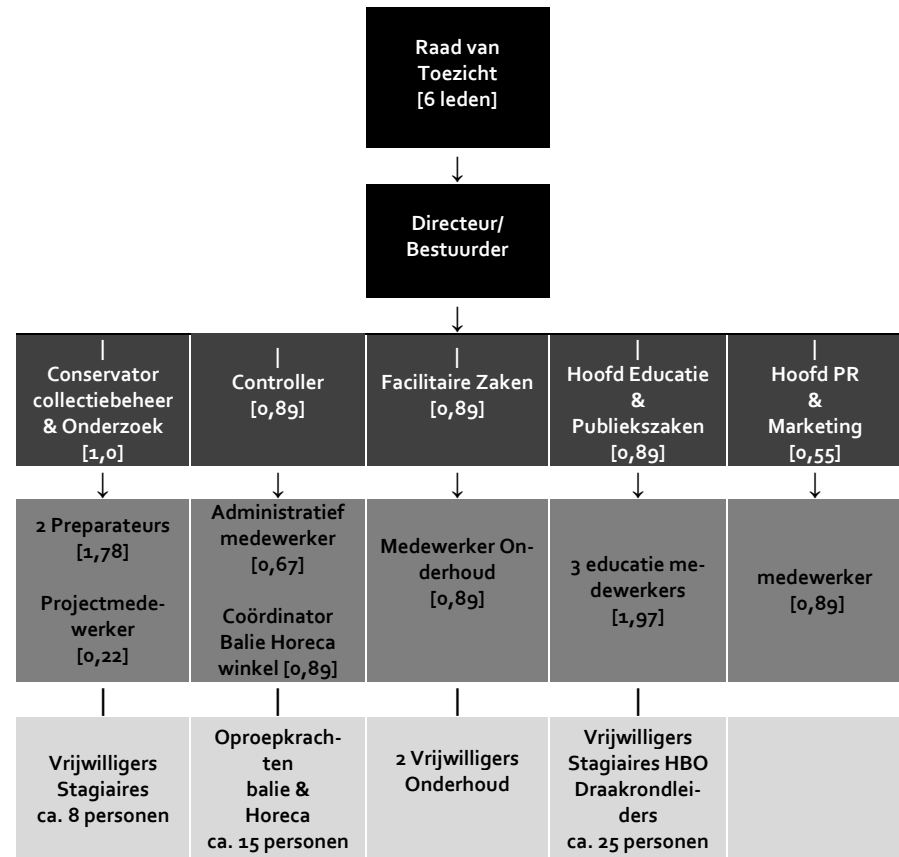 Raad van
Toezicht
[6 leden]
↓
Directeur/
Bestuurder
↓
|
Conservator
collectiebeheer
& Onderzoek
[1,0]
|
Controller
[0,89]
|
Facilitaire Zaken
[0,89]
|
Hoofd Educatie
&
Publiekszaken
[0,89]
|
Hoofd PR
&
Marketing
[0,55]
↓ ↓ ↓ ↓ ↓
2 Preparateurs
[1,78]
Projectmede-
werker
[0,22]
Administratief
medewerker
[0,67]
Coördinator
Balie Horeca
winkel [0,89]
Medewerker On-
derhoud
[0,89]
3 educatie me-
dewerkers
[1,97]
medewerker
[0,89]
| | | |
Vrijwilligers
Stagiaires
ca. 8 personen
Oproepkrach-
ten
balie &
Horeca
ca. 15 personen
2 Vrijwilligers
Onderhoud
Vrijwilligers
Stagiaires HBO
Draakrondlei-
ders
ca. 25 personen